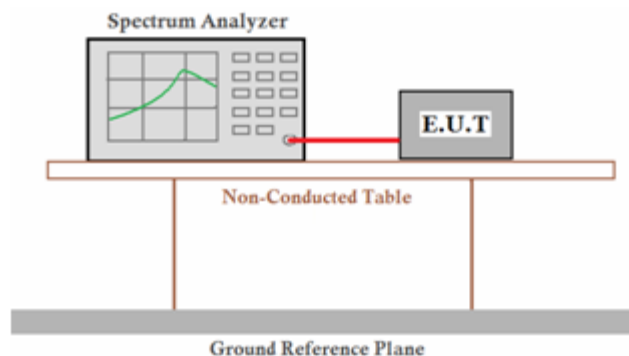 Spectrum Analyzer
E.U.T
Non-Conducted Table
Ground Reference Plane